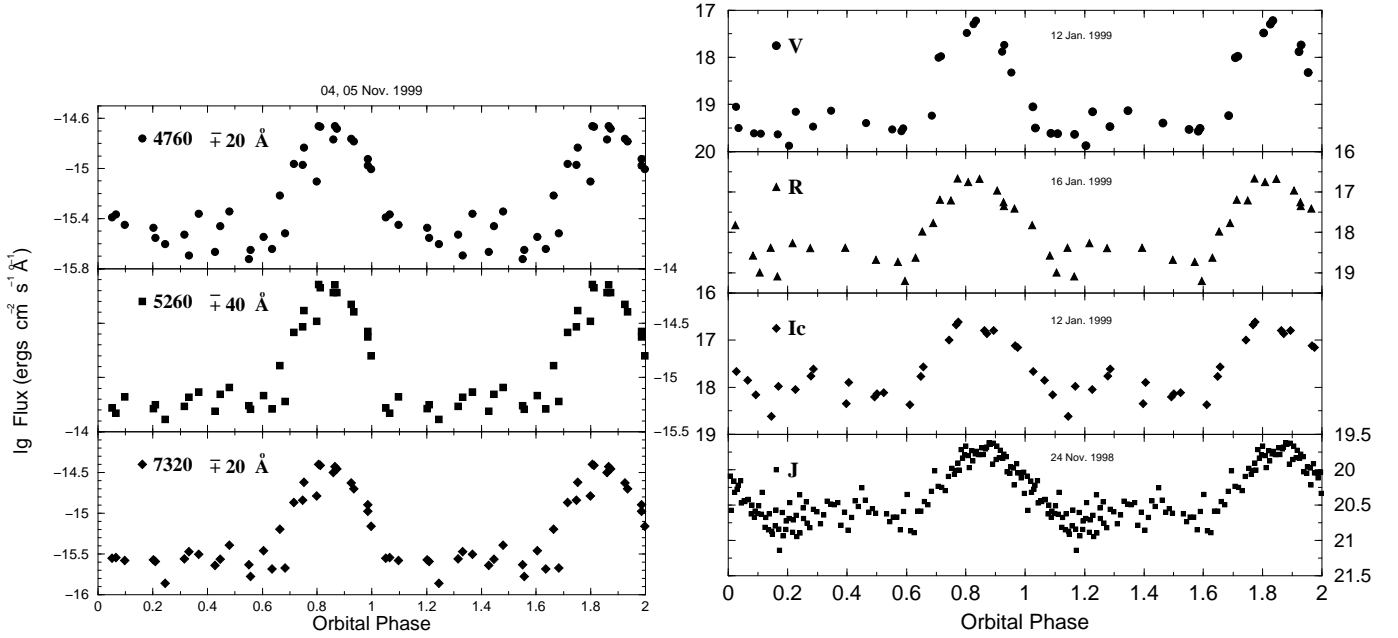 04, 05 Nov. 1999
lg Flux (ergs cm⁻² s⁻¹ Å⁻¹)
-14.6
-15
-15.4
-15.8
4760 ∓ 20 Å
-14
-14.5
-15
-15.5
5260 ∓ 40 Å
-14
-14.5
-15
-15.5
-16
7320 ∓ 20 Å
0 0.2 0.4 0.6 0.8 1 1.2 1.4 1.6 1.8 2
Orbital Phase
17
18
19
20
V
12 Jan. 1999
16
17
18
19
R
16 Jan. 1999
16
17
18
19
Ic
12 Jan. 1999
19.5
20
20.5
21
21.5
J
24 Nov. 1998
0 0.2 0.4 0.6 0.8 1 1.2 1.4 1.6 1.8 2
Orbital Phase